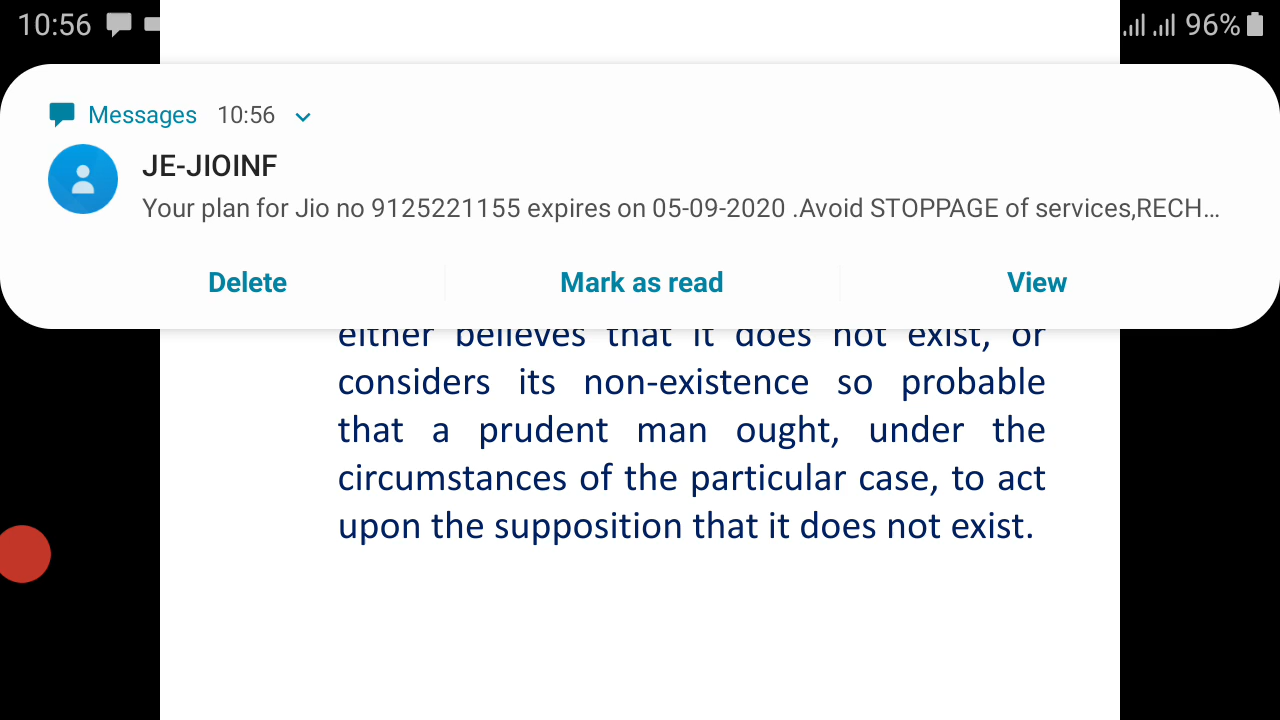 10:56 96%
Messages 10:56
JE-JIOINF
Your plan for Jio no 9125221155 expires on 05-09-2020 .Avoid STOPPAGE of services,RECH...
Delete Mark as read View
either believes that it does not exist, or
considers its non-existence so probable
that a prudent man ought, under the
circumstances of the particular case, to act
upon the supposition that it does not exist.